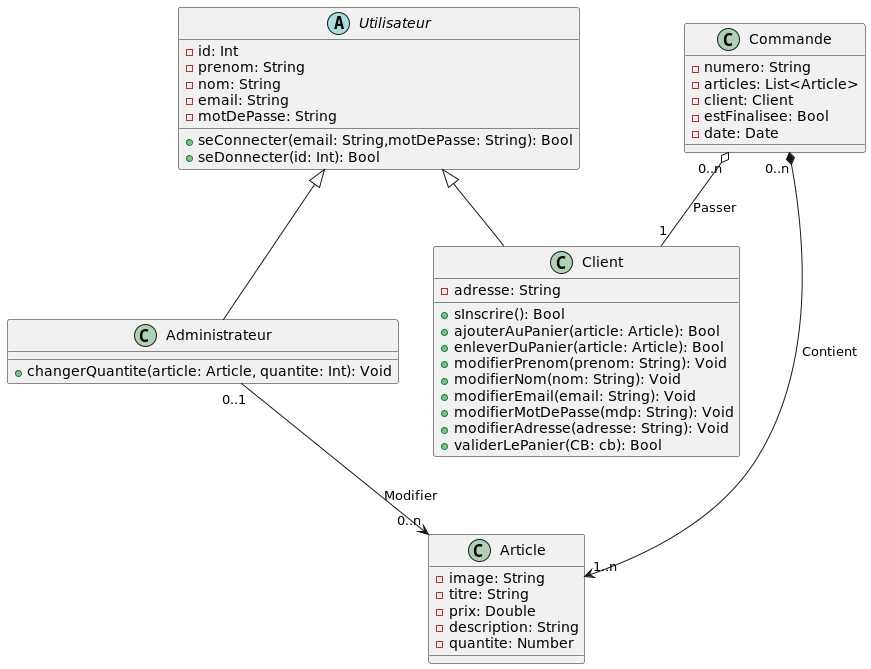 A Utilisateur
id: Int
prenom: String
nom: String
email: String
motDePasse: String
seConnecter(email: String,motDePasse: String): Bool
seDonnecter(id: Int): Bool
C Commande
numero: String
articles: List<Article>
client: Client
estFinalisee: Bool
date: Date
0..n
0..n
Passer
1
C Client
adresse: String
sInscrire(): Bool
ajouterAuPanier(article: Article): Bool
enleverDuPanier(article: Article): Bool
modifierPrenom(prenom: String): Void
modifierNom(nom: String): Void
modifierEmail(email: String): Void
modifierMotDePasse(mdp: String): Void
modifierAdresse(adresse: String): Void
validerLePanier(CB: cb): Bool
C Administrateur
changerQuantite(article: Article, quantite: Int): Void
0..1
Contient
Modifier
0..n
1..n
C Article
image: String
titre: String
prix: Double
description: String
quantite: Number